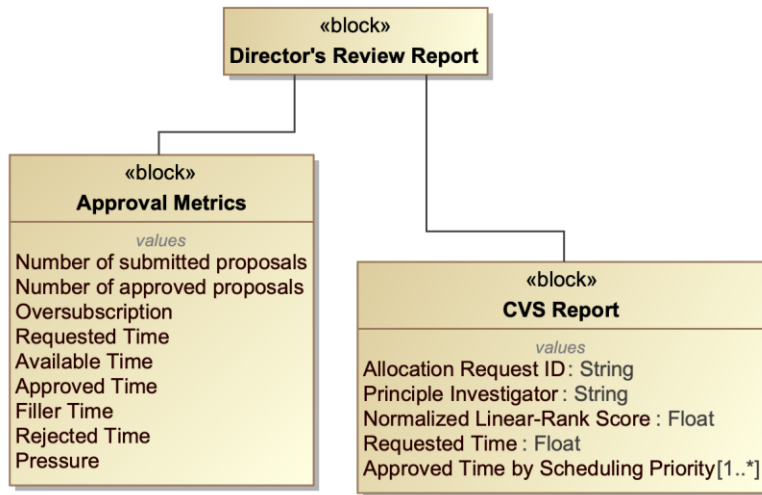 «block»
Director's Review Report
«block»
Approval Metrics
values
Number of submitted proposals
Number of approved proposals
Oversubscription
Requested Time
Available Time
Approved Time
Filler Time
Rejected Time
Pressure
«block»
CVS Report
values
Allocation Request ID : String
Principle Investigator : String
Normalized Linear-Rank Score : Float
Requested Time : Float
Approved Time by Scheduling Priority[1..*]